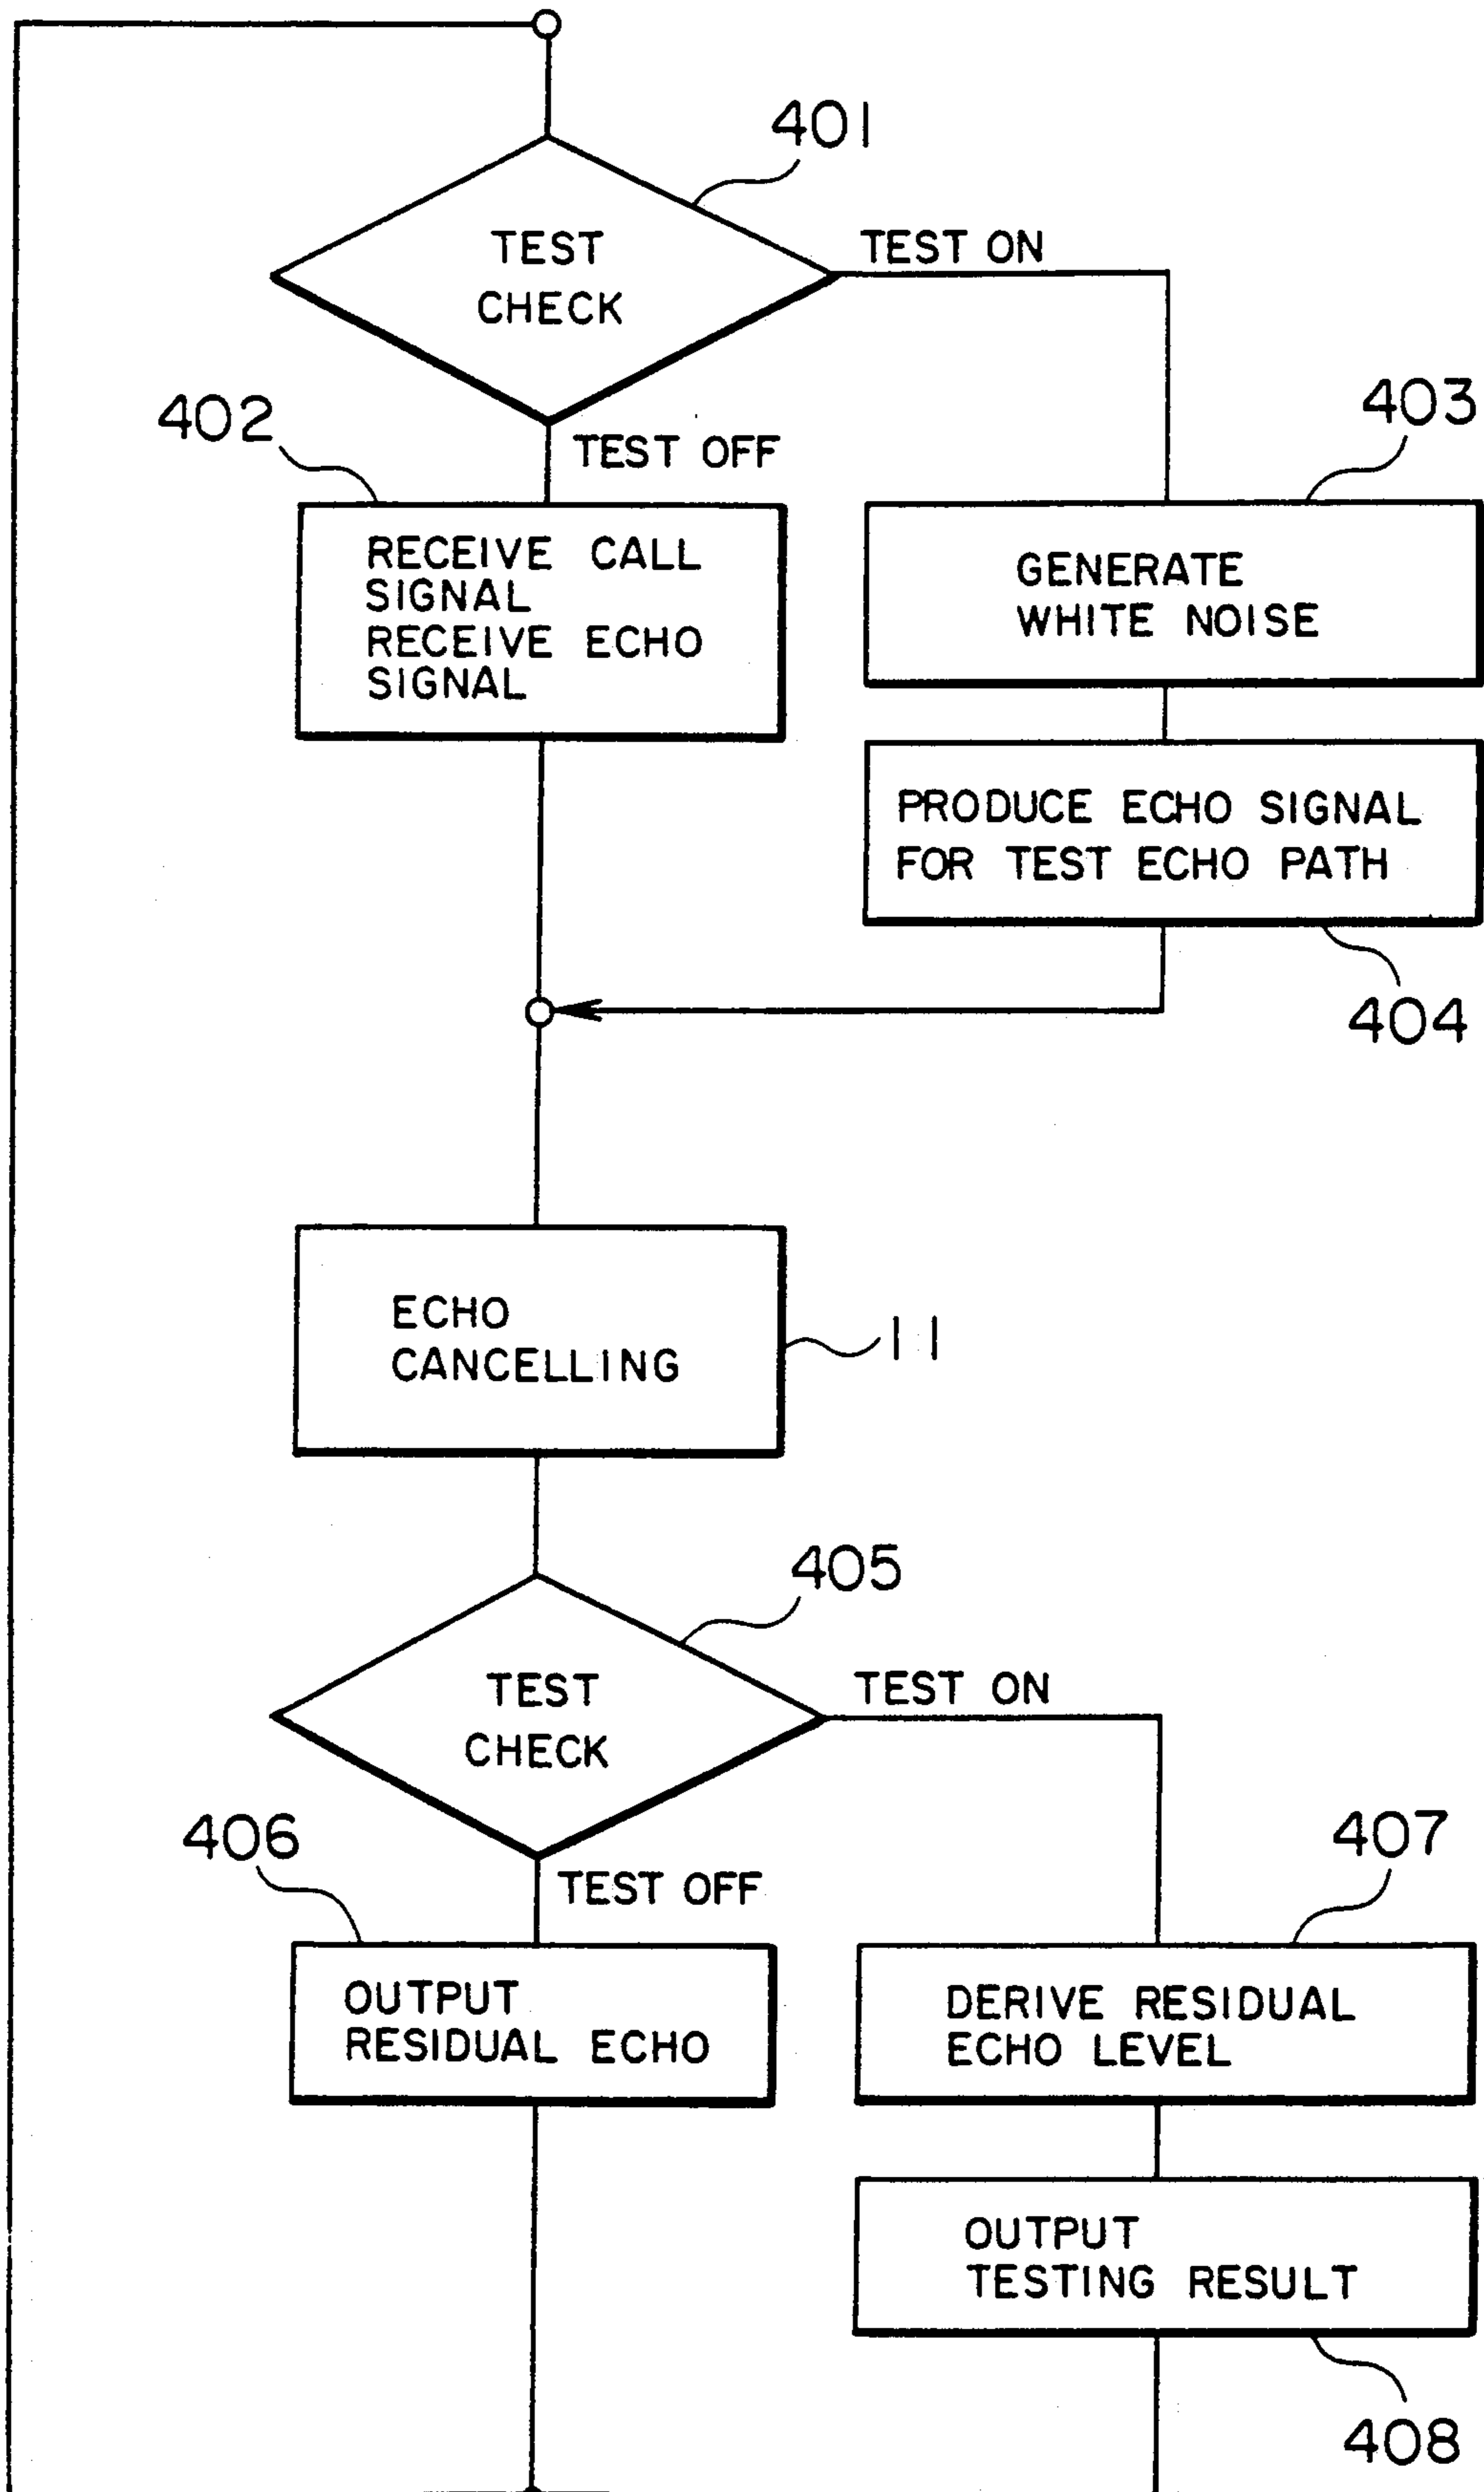 401
TEST
CHECK
TEST ON
402
TEST OFF
403
RECEIVE CALL
SIGNAL
RECEIVE ECHO
SIGNAL
GENERATE
WHITE NOISE
PRODUCE ECHO SIGNAL
FOR TEST ECHO PATH
404
ECHO
CANCELLING
11
405
TEST
CHECK
TEST ON
406
TEST OFF
407
OUTPUT
RESIDUAL ECHO
DERIVE RESIDUAL
ECHO LEVEL
OUTPUT
TESTING RESULT
408